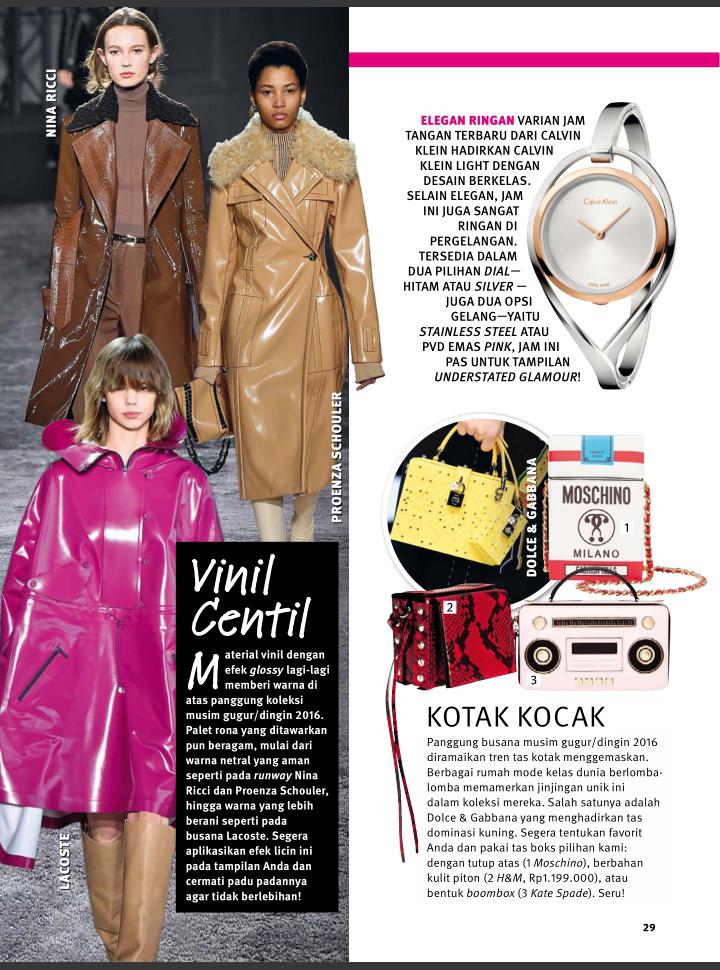 NINA RICCI
PROENZA SCHOULER
LACOSTE
Vinil
Centil
Material vinil dengan
efek glossy lagi-lagi
memberi warna di
atas panggung koleksi
musim gugur/dingin 2016.
Palet rona yang ditawarkan
pun beragam, mulai dari
warna netral yang aman
seperti pada runway Nina
Ricci dan Proenza Schouler,
hingga warna yang lebih
berani seperti pada
busana Lacoste. Segera
aplikasikan efek licin ini
pada tampilan Anda dan
cermati padu padannya
agar tidak berlebihan!
ELEGAN RINGAN VARIAN JAM
TANGAN TERBARU DARI CALVIN
KLEIN HADIRKAN CALVIN
KLEIN LIGHT DENGAN
DESAIN BERKELAS.
SELAIN ELEGAN, JAM
INI JUGA SANGAT
RINGAN DI
PERGELANGAN.
TERSEDIA DALAM
DUA PILIHAN DIAL—
HITAM ATAU SILVER —
JUGA DUA OPSI
GELANG—YAITU
STAINLESS STEEL ATAU
PVD EMAS PINK, JAM INI
PAS UNTUK TAMPILAN
UNDERSTATED GLAMOUR!
Calvin Klein
DOLCE & GABBANA
MOSCHINO
MILANO
1
2
3
KOTAK KOCAK
Panggung busana musim gugur/dingin 2016
diramaikan tren tas kotak menggemaskan.
Berbagai rumah mode kelas dunia berlomba-
lomba memamerkan jinjingan unik ini
dalam koleksi mereka. Salah satunya adalah
Dolce & Gabbana yang menghadirkan tas
dominasi kuning. Segera tentukan favorit
Anda dan pakai tas boks pilihan kami:
dengan tutup atas (1 Moschino), berbahan
kulit piton (2 H&M, Rp1.199.000), atau
bentuk boombox (3 Kate Spade). Seru!
29